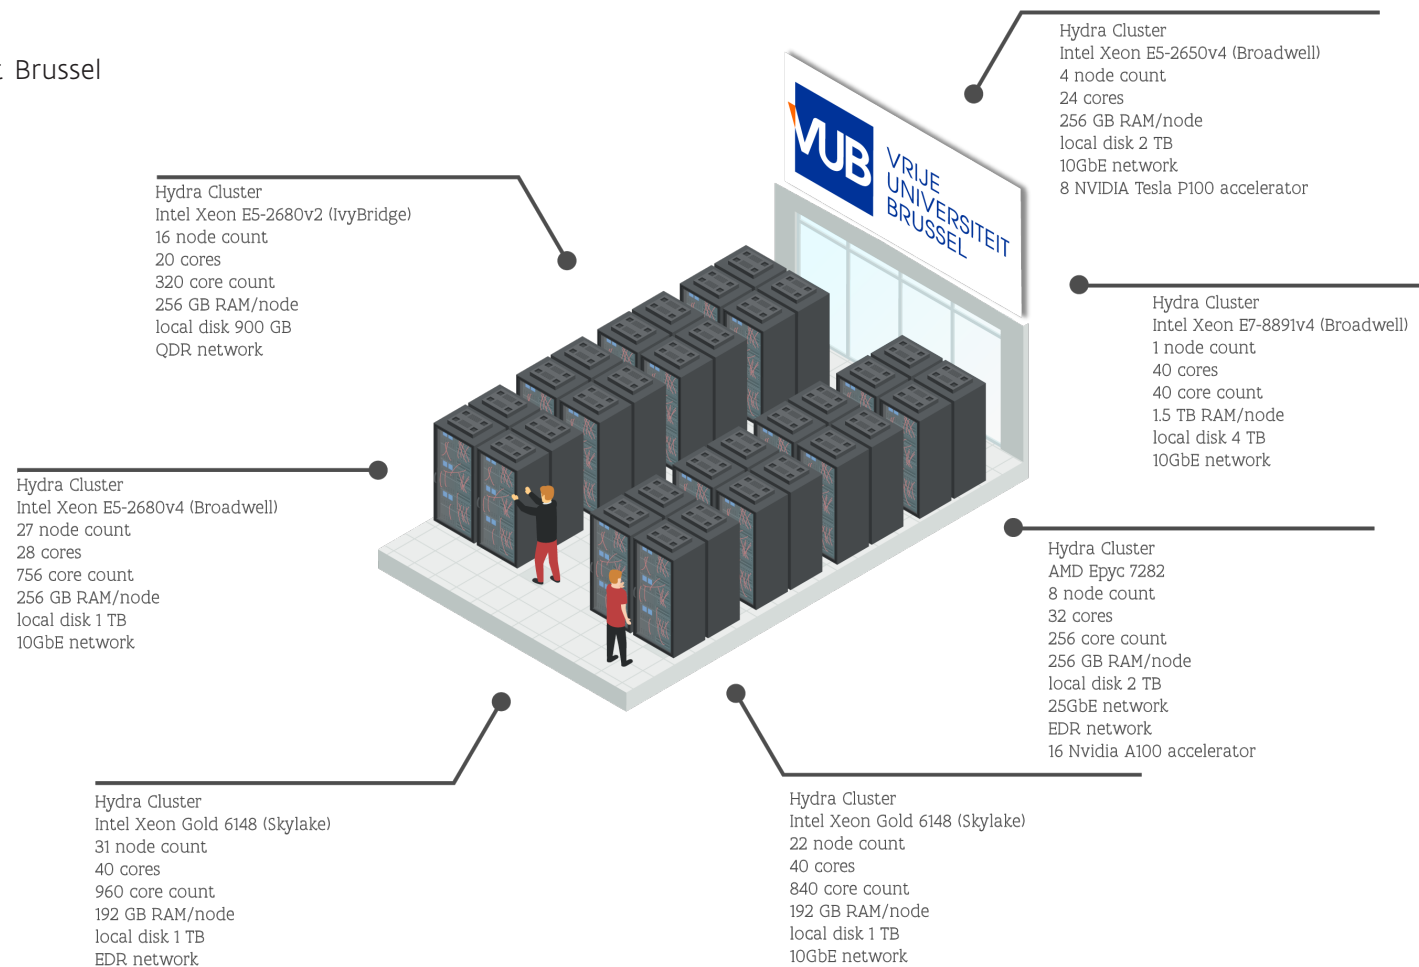 Brussel
Hydra Cluster
Intel Xeon E5-2650v4 (Broadwell)
4 node count
24 cores
256 GB RAM/node
local disk 2 TB
10GbE network
8 NVIDIA Tesla P100 accelerator
VUB
VRIJE
UNIVERSITEIT
BRUSSEL
Hydra Cluster
Intel Xeon E5-2680v2 (IvyBridge)
16 node count
20 cores
320 core count
256 GB RAM/node
local disk 900 GB
QDR network
Hydra Cluster
Intel Xeon E7-8891v4 (Broadwell)
1 node count
40 cores
40 core count
1.5 TB RAM/node
local disk 4 TB
10GbE network
Hydra Cluster
Intel Xeon E5-2680v4 (Broadwell)
27 node count
28 cores
756 core count
256 GB RAM/node
local disk 1 TB
10GbE network
Hydra Cluster
AMD Epyc 7282
8 node count
32 cores
256 core count
256 GB RAM/node
local disk 2 TB
25GbE network
EDR network
16 Nvidia A100 accelerator
Hydra Cluster
Intel Xeon Gold 6148 (Skylake)
31 node count
40 cores
960 core count
192 GB RAM/node
local disk 1 TB
EDR network
Hydra Cluster
Intel Xeon Gold 6148 (Skylake)
22 node count
40 cores
840 core count
192 GB RAM/node
local disk 1 TB
10GbE network